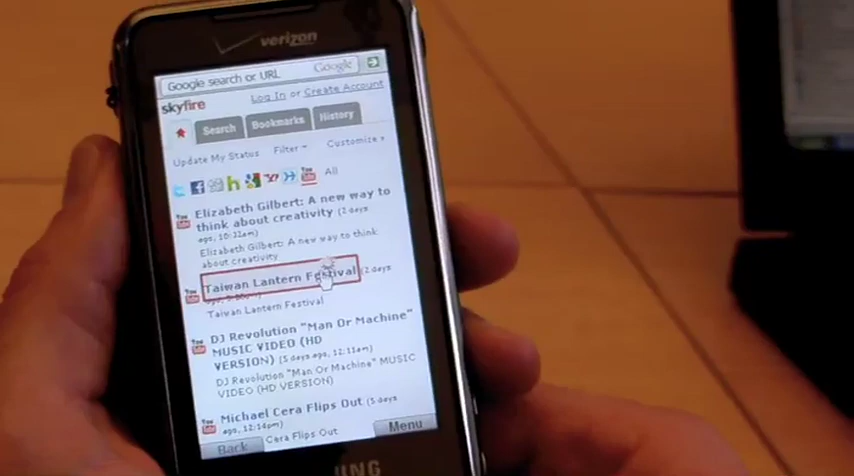 verizon
Google search or URL Google
skyfire Log In or Create Account
Search Bookmarks History
Update My Status Filter Customize
All
Elizabeth Gilbert: A new way to
think about creativity (2 days
ago, 10:32am)
Elizabeth Gilbert: A new way to think
about creativity
Taiwan Lantern Festival (2 days
Taiwan Lantern Festival
DJ Revolution "Man Or Machine"
MUSIC VIDEO (HD
VERSION) (5 days ago, 12:11am)
DJ Revolution "Man Or Machine" MUSIC
VIDEO (HD VERSION)
Michael Cera Flips Out (5 days
ago, 12:14am)
Cera Flips Out
Back Menu